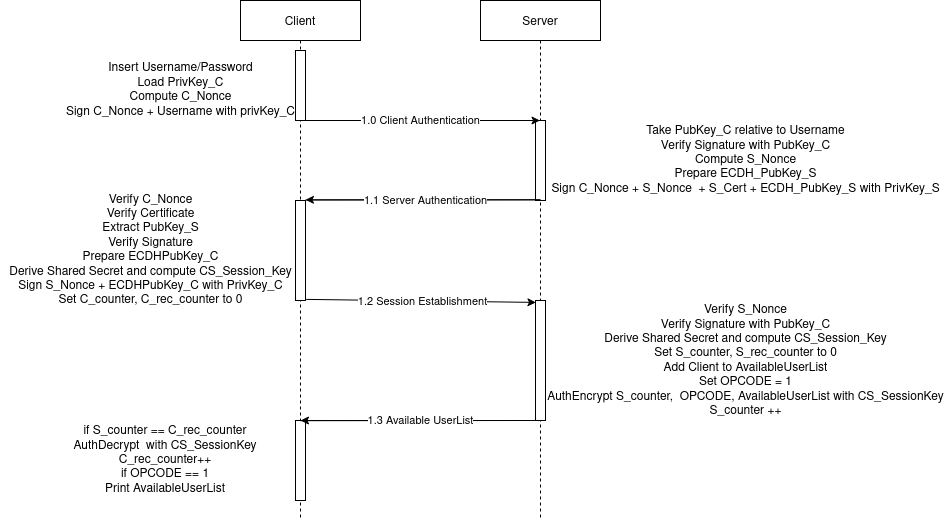 Client
Server
Insert Username/Password
Load PrivKey_C
Compute C_Nonce
Sign C_Nonce + Username with privKey_C
1.0 Client Authentication
Take PubKey_C relative to Username
Verify Signature with PubKey_C
Compute S_Nonce
Prepare ECDH_PubKey_S
Sign C_Nonce + S_Nonce + S_Cert + ECDH_PubKey_S with PrivKey_S
1.1 Server Authentication
Verify C_Nonce
Verify Certificate
Extract PubKey_S
Verify Signature
Prepare ECDHPubKey_C
Derive Shared Secret and compute CS_Session_Key
Sign S_Nonce + ECDHPubKey_C with PrivKey_C
Set C_counter, C_rec_counter to 0
1.2 Session Establishment
Verify S_Nonce
Verify Signature with PubKey_C
Derive Shared Secret and compute CS_Session_Key
Set S_counter, S_rec_counter to 0
Add Client to AvailableUserList
Set OPCODE = 1
AuthEncrypt S_counter, OPCODE, AvailableUserList with CS_SessionKey
S_counter ++
1.3 Available UserList
if S_counter == C_rec_counter
AuthDecrypt with CS_SessionKey
C_rec_counter++
if OPCODE == 1
Print AvailableUserList